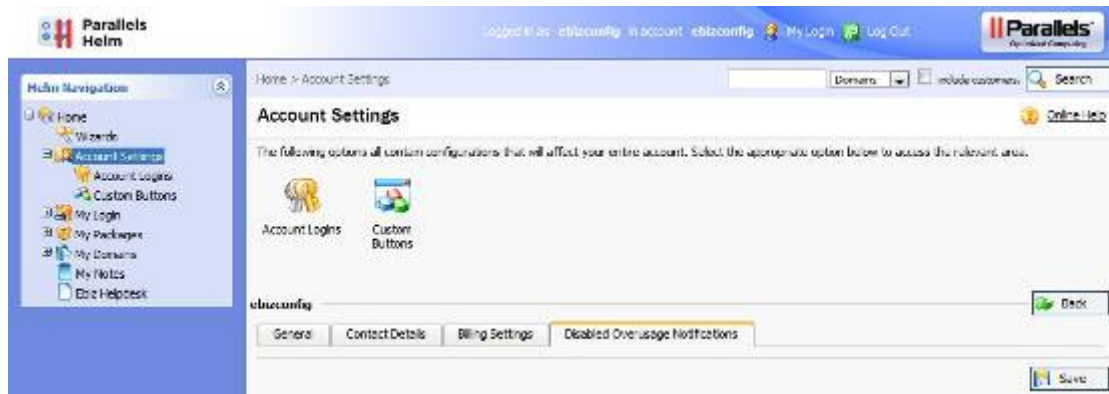 Parallels
Helm
Logged in as ebizconfig in account ebizconfig My Login Log Out
Parallels
Optimized Computing
Helm Navigation
Home
Wizards
Account Settings
Account Logins
Custom Buttons
My Login
My Packages
My Domains
My Notes
Ebiz Helpdesk
Home > Account Settings
Domains include customers. Search
Account Settings
Online Help
The following options all contain configurations that will affect your entire account. Select the appropriate option below to access the relevant area.
Account Logins
Custom
Buttons
ebizconfig
Back
General Contact Details Billing Settings Disabled Overusage Notifications
Save